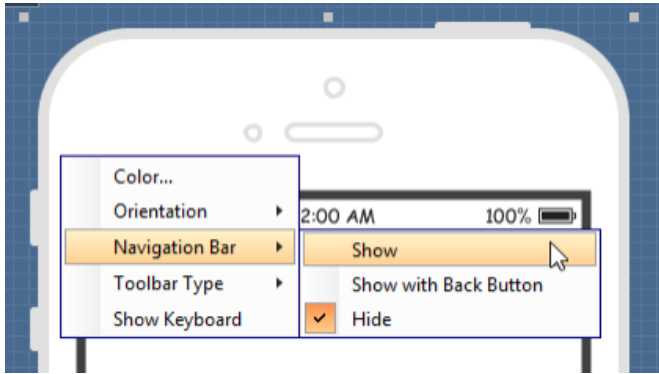 Color...
Orientation
2:00 AM 100%
Navigation Bar
Show
Toolbar Type
Show with Back Button
Show Keyboard
Hide